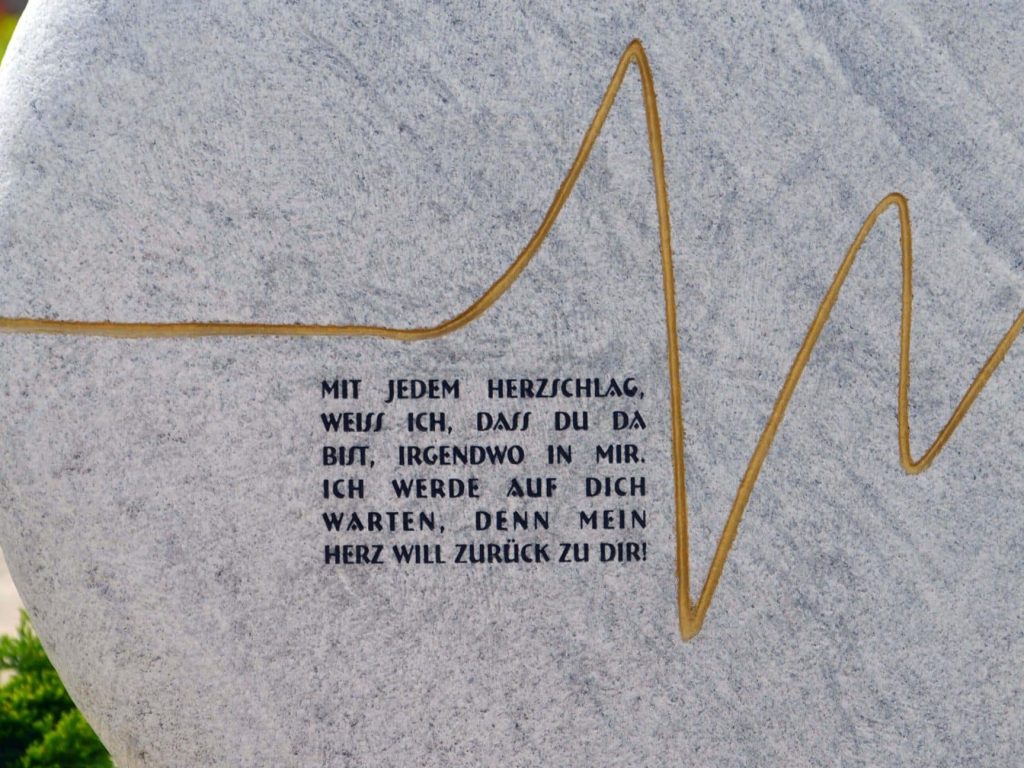 MIT JEDEM HERZSCHLAG,
WEISS ICH, DASS DU DA
BIST, IRGENDWO IN MIR.
ICH WERDE AUF DICH
WARTEN, DENN MEIN
HERZ WILL ZURÜCK ZU DIR!